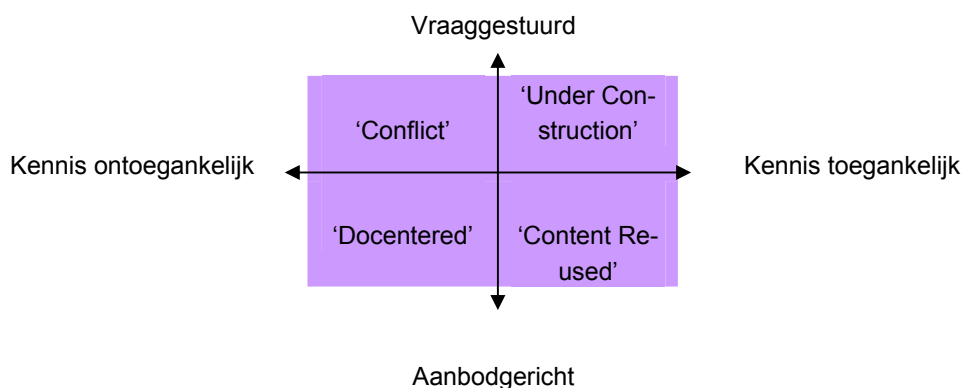 Vraaggestuurd
‘Under Con-
struction’
‘Conflict’
Kennis ontoegankelijk
Kennis toegankelijk
‘Docentered’
‘Content Re-
used’
Aanbodgericht